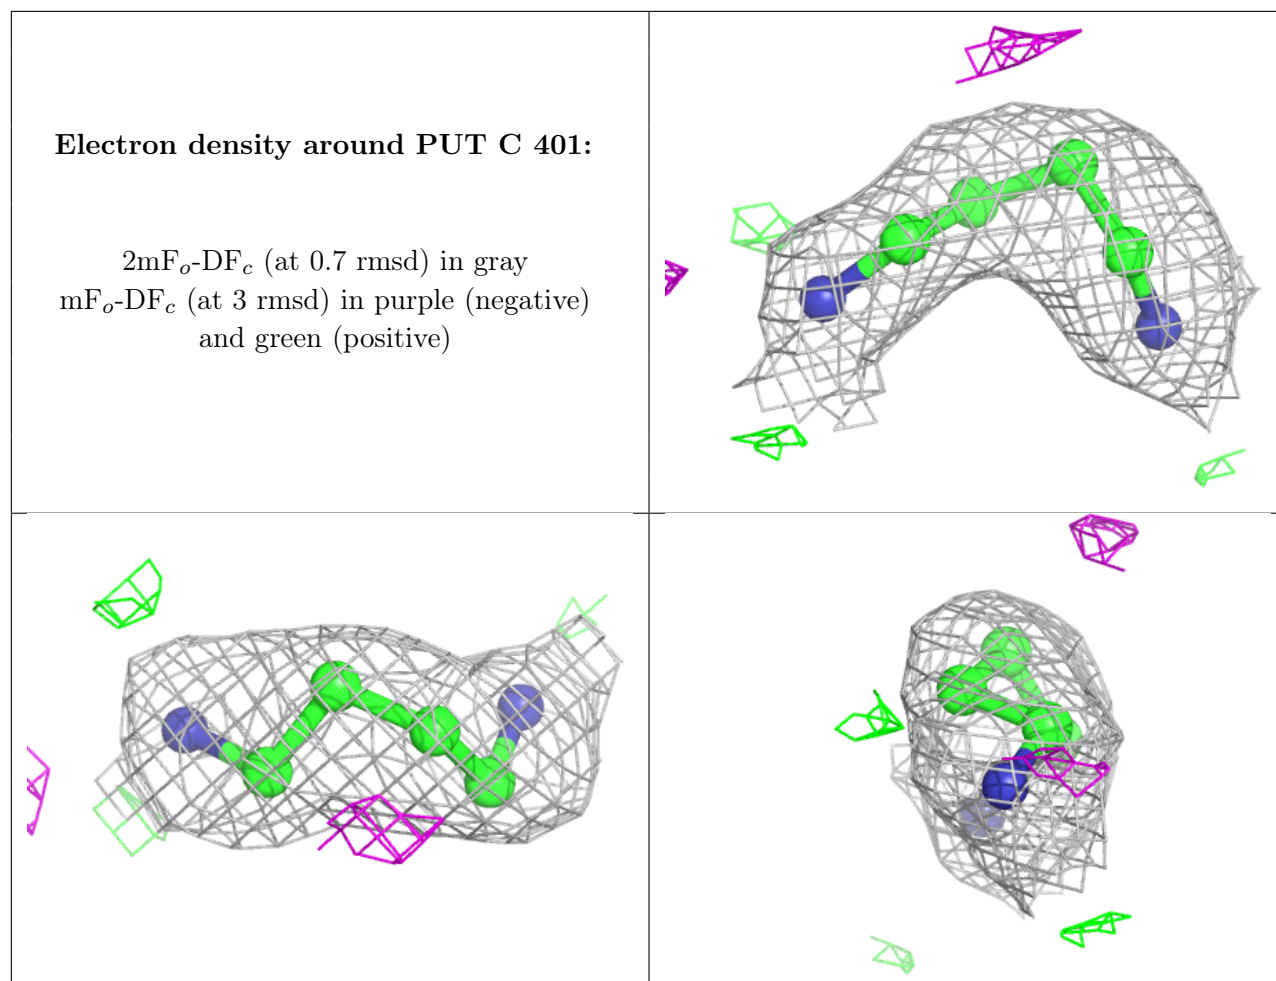 Electron density around PUT C 401:
2mFo-DFc (at 0.7 rmsd) in gray
mFo-DFc (at 3 rmsd) in purple (negative)
and green (positive)